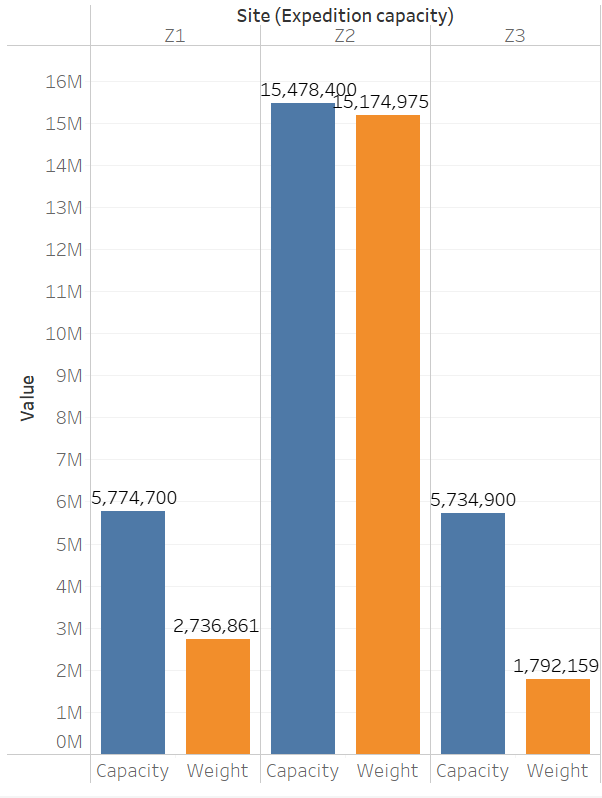 Site (Expedition capacity)
Z1 Z2 Z3
16M
15M
14M
13M
12M
11M
10M
9M
8M
7M
6M
5M
4M
3M
2M
1M
0M
Value
5,774,700
2,736,861
15,478,400
15,174,975
5,734,900
1,792,159
Capacity Weight Capacity Weight Capacity Weight